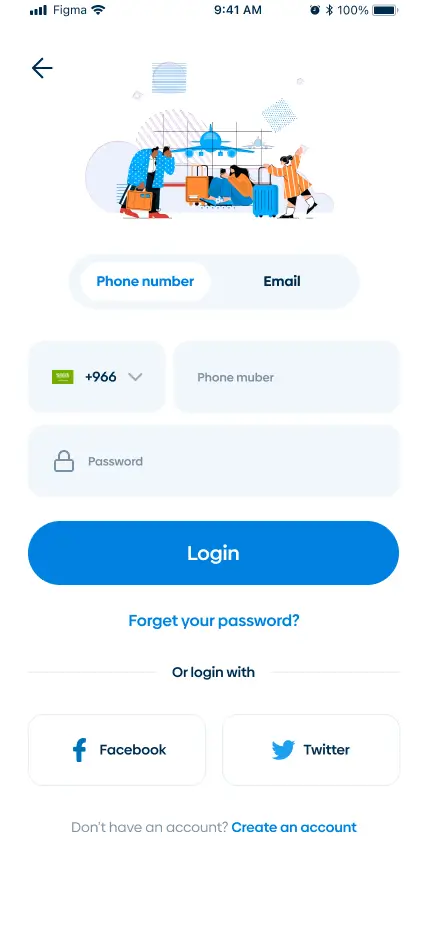 Figma 9:41 AM 100%
Phone number Email
+966 Phone muber
Password
Login
Forget your password?
Or login with
Facebook Twitter
Don't have an account? Create an account